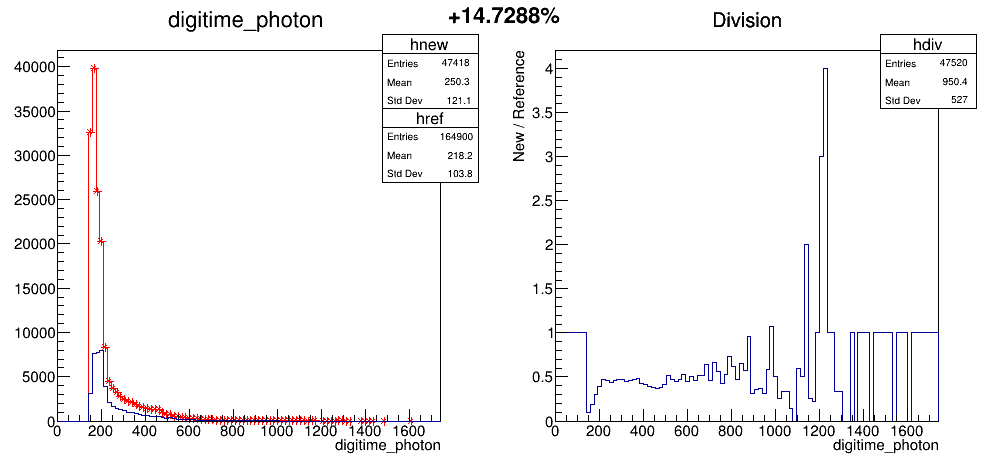 digitime_photon
+14.7288%
Division
hnew
Entries 47418
Mean 250.3
Std Dev 121.1
href
Entries 164900
Mean 218.2
Std Dev 103.8
40000
35000
30000
25000
20000
15000
10000
5000
0
0 200 400 600 800 1000 1200 1400 1600
digitime_photon
hdiv
Entries 47520
Mean 950.4
Std Dev 527
New / Reference
4
3.5
3
2.5
2
1.5
1
0.5
0
0 200 400 600 800 1000 1200 1400 1600
digitime_photon